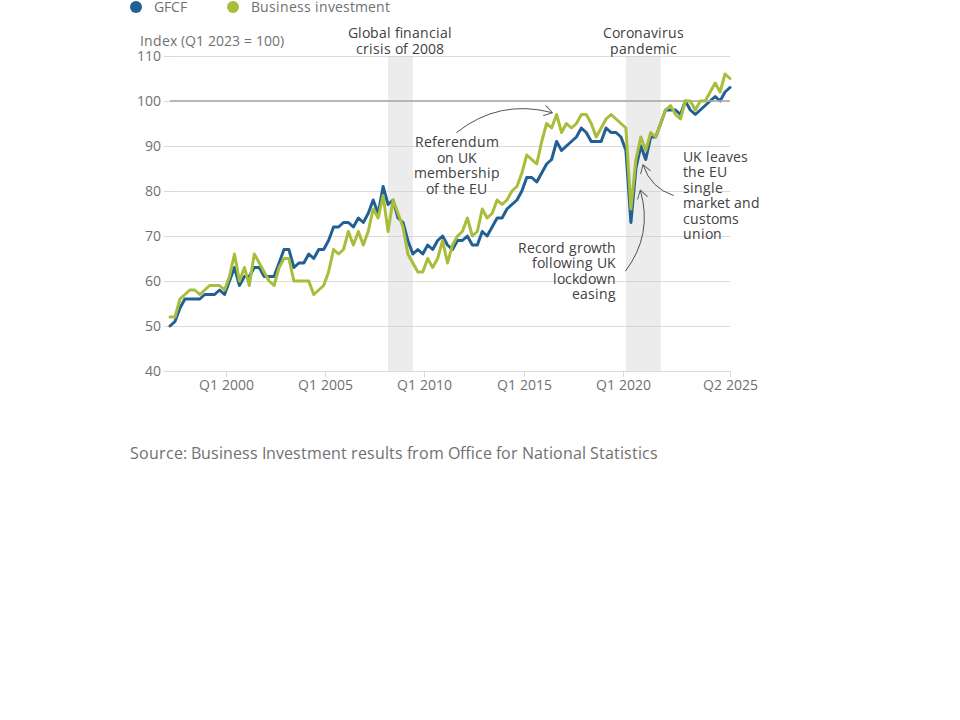 GFCF Business investment
Index (Q1 2023 = 100)
Global financial
crisis of 2008
Coronavirus
pandemic
110
100
90
80
70
60
50
40
Referendum
on UK
membership
of the EU
UK leaves
the EU
single
market and
customs
union
Record growth
following UK
lockdown
easing
Q1 2000 Q1 2005 Q1 2010 Q1 2015 Q1 2020 Q2 2025
Source: Business Investment results from Office for National Statistics